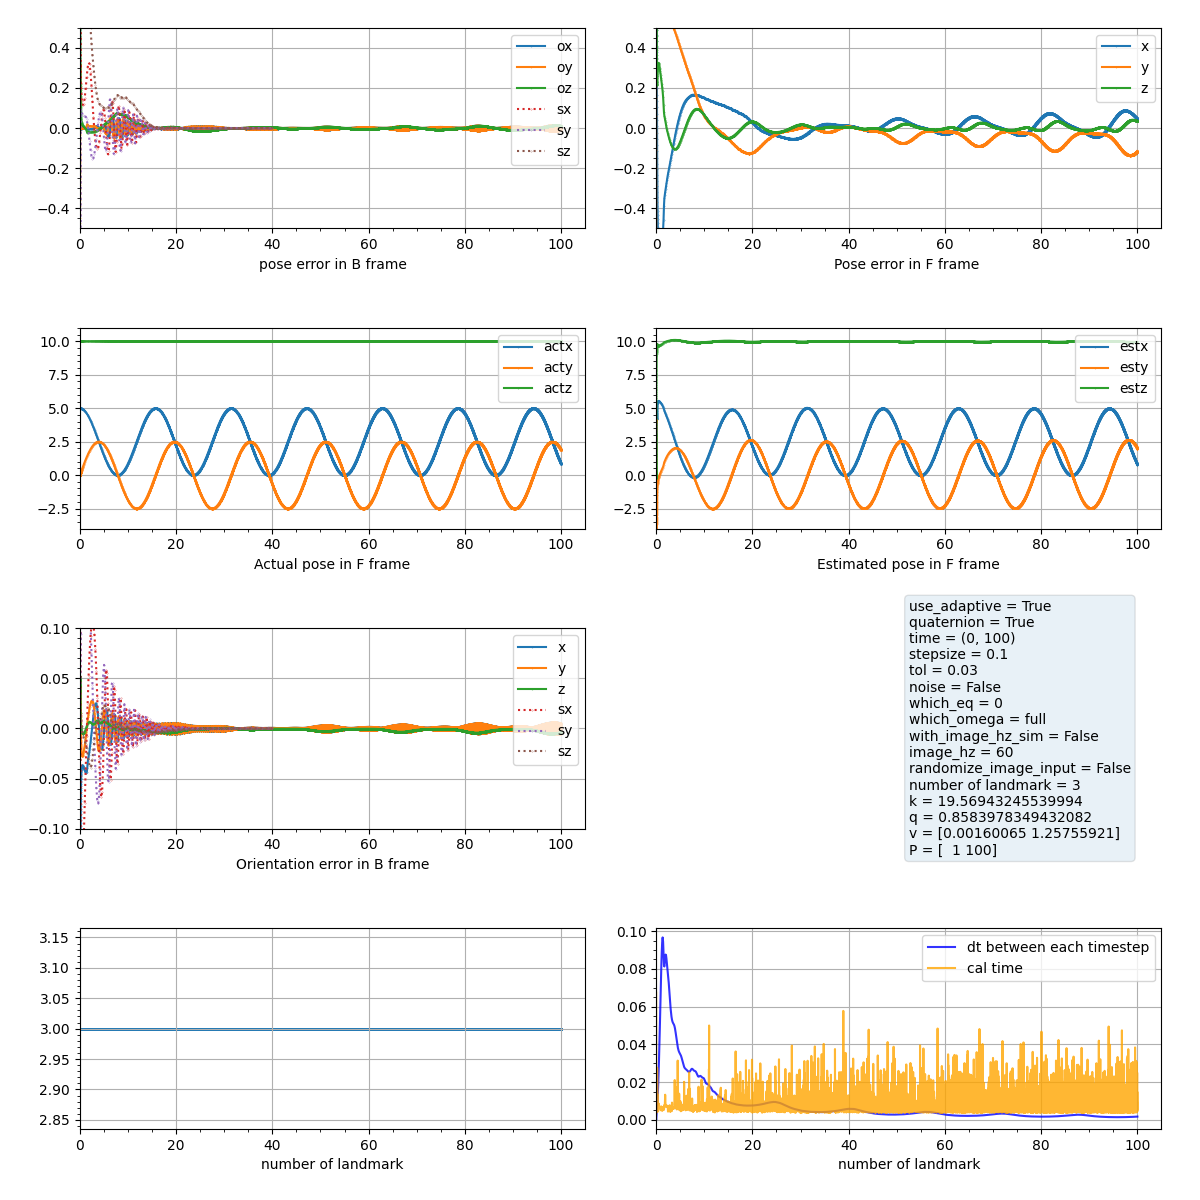 0.4
0.2
0.0
−0.2
−0.4
0 20 40 60 80 100
pose error in B frame
ox
oy
oz
sx
sy
sz
0.4
0.2
0.0
−0.2
−0.4
0 20 40 60 80 100
Pose error in F frame
x
y
z
10.0
7.5
5.0
2.5
0.0
−2.5
0 20 40 60 80 100
Actual pose in F frame
actx
acty
actz
10.0
7.5
5.0
2.5
0.0
−2.5
0 20 40 60 80 100
Estimated pose in F frame
estx
esty
estz
0.10
0.05
0.00
−0.05
−0.10
0 20 40 60 80 100
Orientation error in B frame
x
y
z
sx
sy
sz
use_adaptive = True
quaternion = True
time = (0, 100)
stepsize = 0.1
tol = 0.03
noise = False
which_eq = 0
which_omega = full
with_image_hz_sim = False
image_hz = 60
randomize_image_input = False
number of landmark = 3
k = 19.56943245539994
q = 0.8583978349432082
v = [0.00160065 1.25755921]
P = [  1 100]
3.15
3.10
3.05
3.00
2.95
2.90
2.85
0 20 40 60 80 100
number of landmark
0.10
0.08
0.06
0.04
0.02
0.00
0 20 40 60 80 100
number of landmark
dt between each timestep
cal time